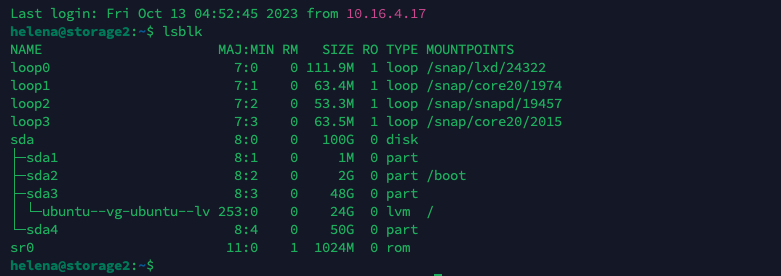 Last login: Fri Oct 13 04:52:45 2023 from 10.16.4.17
helena@storage2:~$ lsblk
NAME                      MAJ:MIN RM   SIZE RO TYPE MOUNTPOINTS
loop0                       7:0    0 111.9M  1 loop /snap/lxd/24322
loop1                       7:1    0  63.4M  1 loop /snap/core20/1974
loop2                       7:2    0  53.3M  1 loop /snap/snapd/19457
loop3                       7:3    0  63.5M  1 loop /snap/core20/2015
sda                         8:0    0   100G  0 disk
├─sda1                      8:1    0     1M  0 part
├─sda2                      8:2    0     2G  0 part /boot
├─sda3                      8:3    0    48G  0 part
│ └─ubuntu--vg-ubuntu--lv 253:0    0    24G  0 lvm  /
└─sda4                      8:4    0    50G  0 part
sr0                        11:0    1  1024M  0 rom
helena@storage2:~$